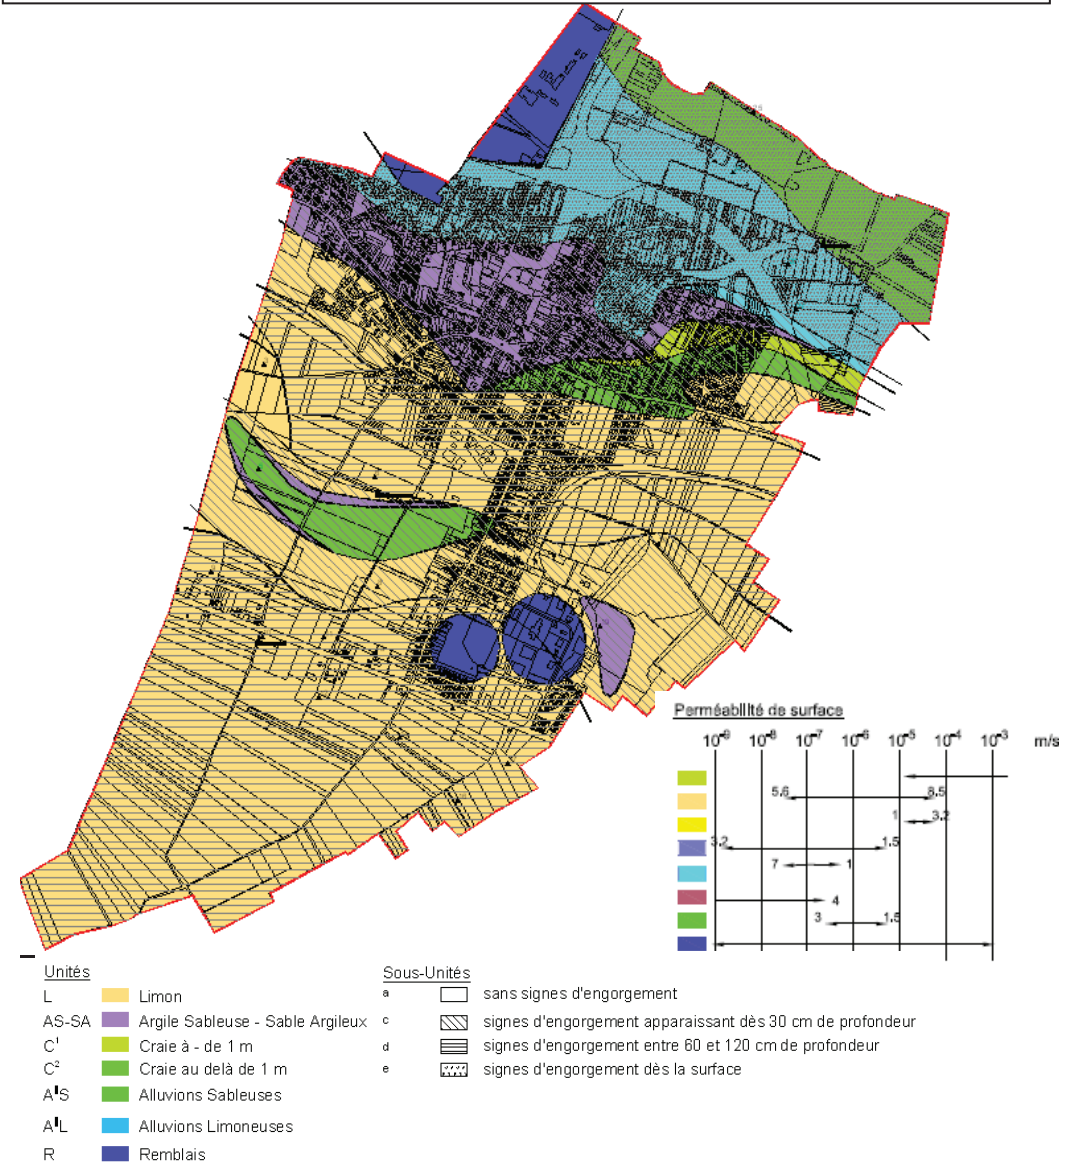 Perméabilité de surface
10⁻⁹ 10⁻⁸ 10⁻⁷ 10⁻⁶ 10⁻⁵ 10⁻⁴ 10⁻³ m/s
5.6 8.5
1 3.2
3.2 1.5
7 1
4
3 1.5
Unités
L Limon
AS-SA Argile Sableuse - Sable Argileux
C¹ Craie à - de 1 m
C² Craie au delà de 1 m
A S Alluvions Sableuses
A L Alluvions Limoneuses
R Remblais
Sous-Unités
a sans signes d'engorgement
c signes d'engorgement apparaissant dès 30 cm de profondeur
d signes d'engorgement entre 60 et 120 cm de profondeur
e signes d'engorgement dès la surface